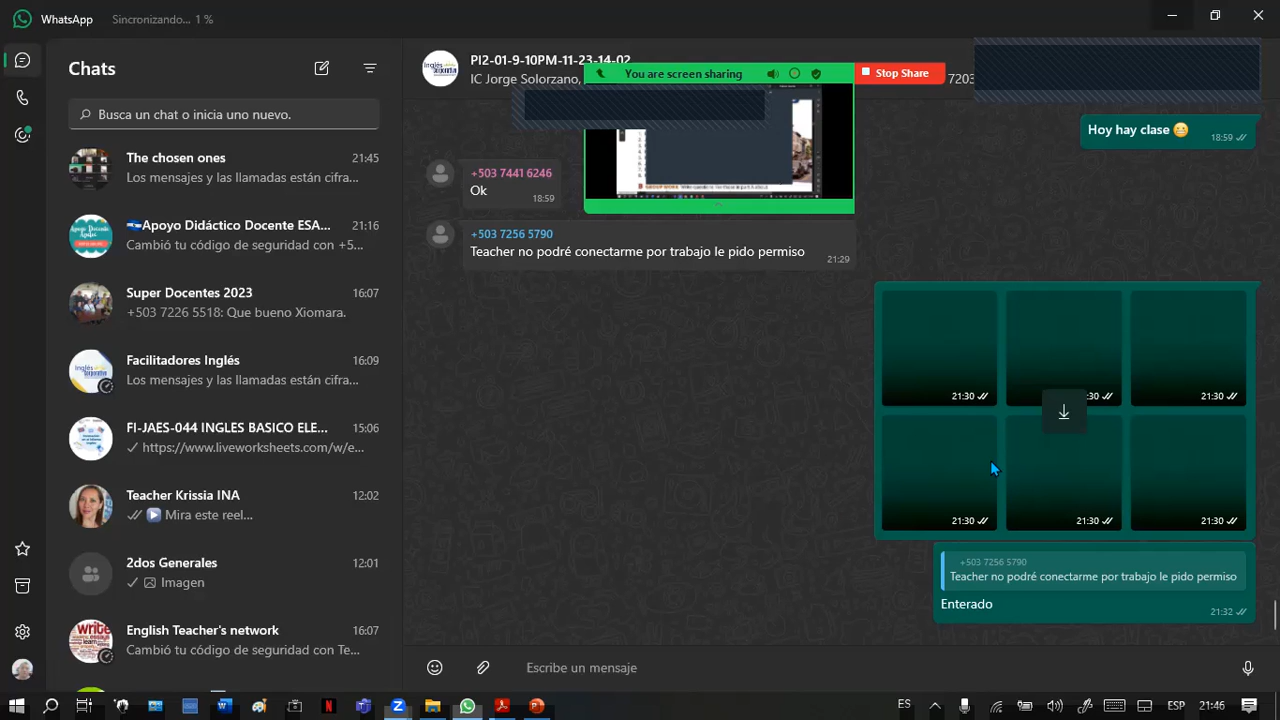 WhatsApp
Sincronizando... 1 %
Chats
Busca un chat o inicia uno nuevo.
The chosen ones
21:45
Los mensajes y las llamadas están cifra...
Apoyo Didáctico Docente ESA...
21:16
Cambió tu código de seguridad con +5...
Super Docentes 2023
16:07
+503 7226 5518: Que bueno Xiomara.
Facilitadores Inglés
16:09
Los mensajes y las llamadas están cifra...
FI-JAES-044 INGLES BASICO ELE...
15:06
https://www.liveworksheets.com/w/e...
Teacher Krissia INA
12:02
Mira este reel...
2dos Generales
12:01
Imagen
English Teacher's network
16:07
Cambió tu código de seguridad con Te...
PI2-01-9-10PM-11-23-14-02
IC Jorge Solorzano,
7203
You are screen sharing
Stop Share
Hoy hay clase 😁
18:59
+503 7441 6246
Ok
18:59
+503 7256 5790
Teacher no podré conectarme por trabajo le pido permiso
21:29
21:30
:30
21:30
21:30
21:30
21:30
+503 7256 5790
Teacher no podré conectarme por trabajo le pido permiso
Enterado
21:32
Escribe un mensaje
ES
ESP
21:46